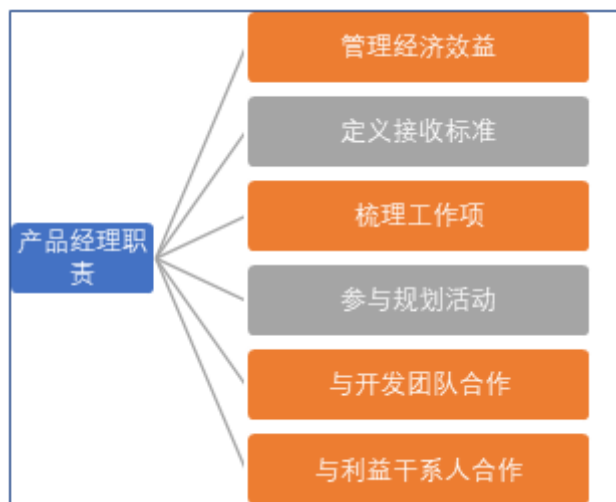 管理经济效益
定义接收标准
梳理工作项
产品经理职
责
参与规划活动
与开发团队合作
与利益干系人合作